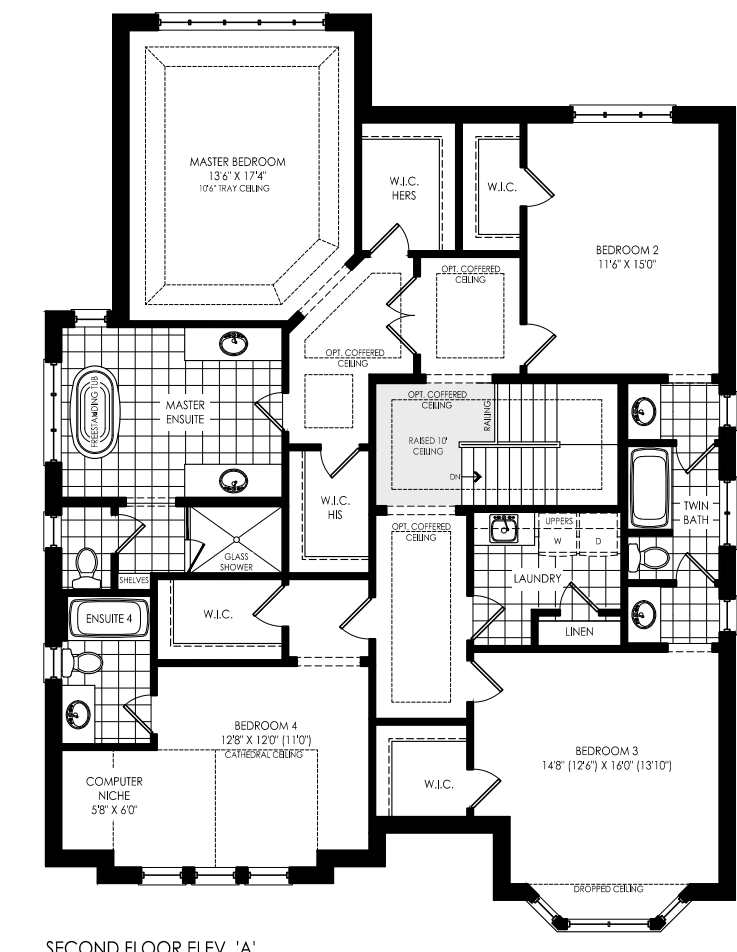 MASTER BEDROOM
13'6" X 17'4"
10'6" TRAY CEILING
W.I.C.
HERS
W.I.C.
BEDROOM 2
11'6" X 15'0"
OPT. COFFERED
CEILING
OPT. COFFERED
CEILING
FREESTANDING TUB
MASTER
ENSUITE
OPT. COFFERED
CEILING
RAILING
RAISED 10'
CEILING
DN
W.I.C.
HIS
TWIN
BATH
OPT. COFFERED
CEILING
UPPERS
W
D
GLASS
SHOWER
SHELVES
LAUNDRY
ENSUITE 4
W.I.C.
LINEN
BEDROOM 4
12'8" X 12'0" (11'0")
CATHEDRAL CEILING
COMPUTER
NICHE
5'8" X 6'0"
BEDROOM 3
14'8" (12'6") X 16'0" (13'10")
W.I.C.
DROPPED CEILING
SECOND FLOOR ELEV. 'A'